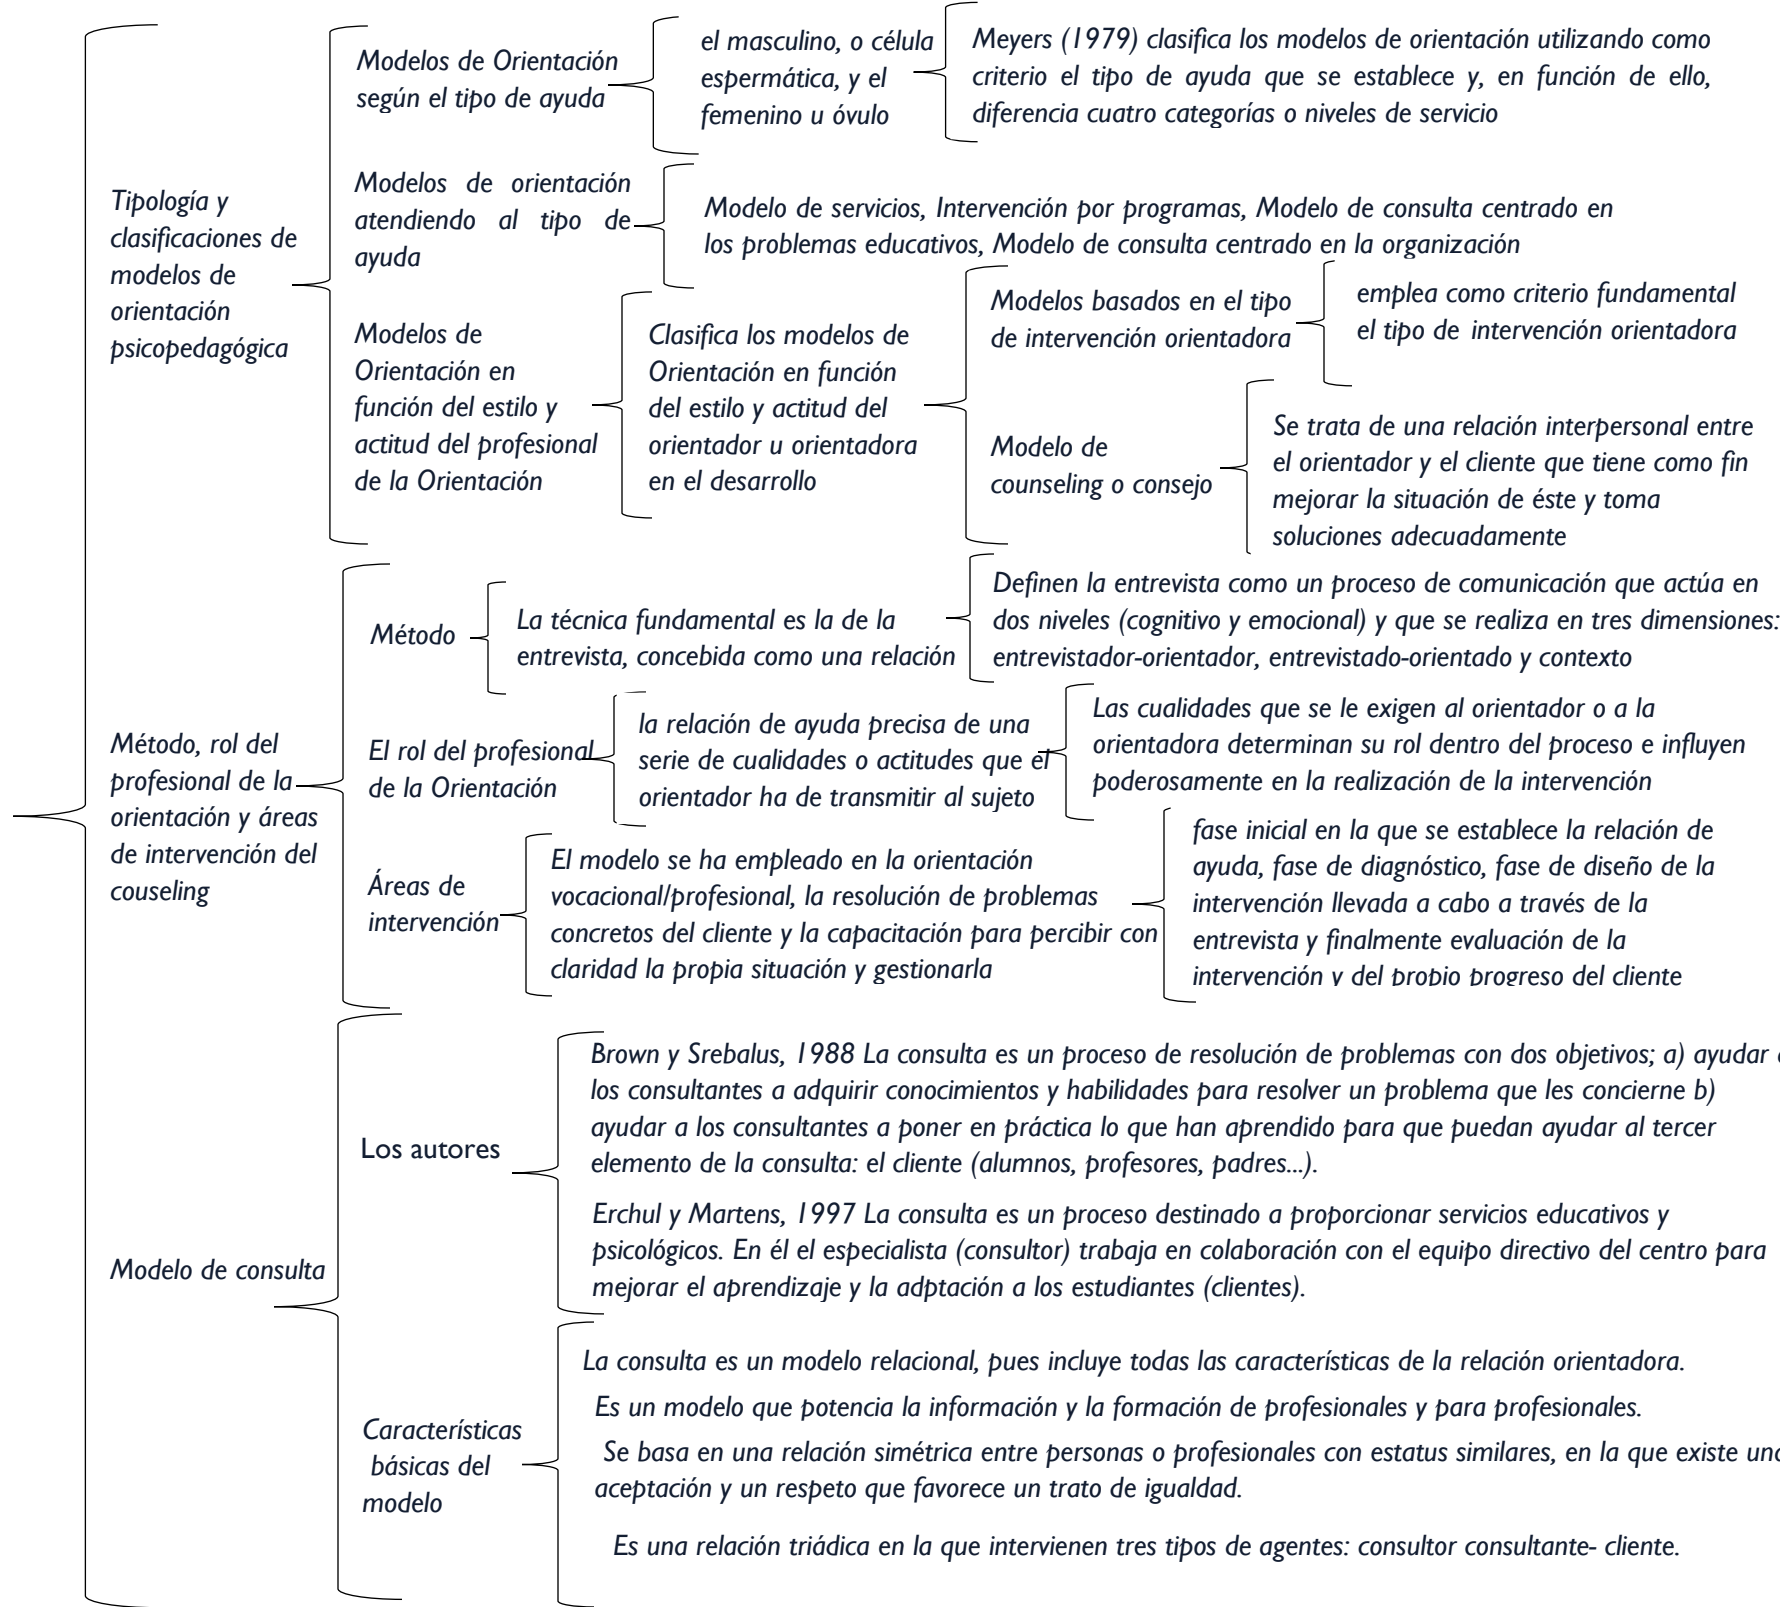 Tipología y
clasificaciones de
modelos de
orientación
psicopedagógica
Modelos de Orientación
según el tipo de ayuda
el masculino, o célula
espermática, y el
femenino u óvulo
Meyers (1979) clasifica los modelos de orientación utilizando como
criterio el tipo de ayuda que se establece y, en función de ello,
diferencia cuatro categorías o niveles de servicio
Modelos de orientación
atendiendo al tipo de
ayuda
Modelo de servicios, Intervención por programas, Modelo de consulta centrado en
los problemas educativos, Modelo de consulta centrado en la organización
Modelos de
Orientación en
función del estilo y
actitud del profesional
de la Orientación
Clasifica los modelos de
Orientación en función
del estilo y actitud del
orientador u orientadora
en el desarrollo
Modelos basados en el tipo
de intervención orientadora
emplea como criterio fundamental
el tipo de intervención orientadora
Modelo de
counseling o consejo
Se trata de una relación interpersonal entre
el orientador y el cliente que tiene como fin
mejorar la situación de éste y toma
soluciones adecuadamente
Método, rol del
profesional de la
orientación y áreas
de intervención del
couseling
Método
La técnica fundamental es la de la
entrevista, concebida como una relación
Definen la entrevista como un proceso de comunicación que actúa en
dos niveles (cognitivo y emocional) y que se realiza en tres dimensiones:
entrevistador-orientador, entrevistado-orientado y contexto
El rol del profesional
de la Orientación
la relación de ayuda precisa de una
serie de cualidades o actitudes que el
orientador ha de transmitir al sujeto
Las cualidades que se le exigen al orientador o a la
orientadora determinan su rol dentro del proceso e influyen
poderosamente en la realización de la intervención
Áreas de
intervención
El modelo se ha empleado en la orientación
vocacional/profesional, la resolución de problemas
concretos del cliente y la capacitación para percibir con
claridad la propia situación y gestionarla
fase inicial en la que se establece la relación de
ayuda, fase de diagnóstico, fase de diseño de la
intervención llevada a cabo a través de la
entrevista y finalmente evaluación de la
intervención y del propio progreso del cliente
Modelo de consulta
Los autores
Brown y Srebalus, 1988 La consulta es un proceso de resolución de problemas con dos objetivos; a) ayudar
los consultantes a adquirir conocimientos y habilidades para resolver un problema que les concierne b)
ayudar a los consultantes a poner en práctica lo que han aprendido para que puedan ayudar al tercer
elemento de la consulta: el cliente (alumnos, profesores, padres...).
Erchul y Martens, 1997 La consulta es un proceso destinado a proporcionar servicios educativos y
psicológicos. En él el especialista (consultor) trabaja en colaboración con el equipo directivo del centro para
mejorar el aprendizaje y la adptación a los estudiantes (clientes).
Características
básicas del
modelo
La consulta es un modelo relacional, pues incluye todas las características de la relación orientadora.
Es un modelo que potencia la información y la formación de profesionales y para profesionales.
Se basa en una relación simétrica entre personas o profesionales con estatus similares, en la que existe una
aceptación y un respeto que favorece un trato de igualdad.
Es una relación triádica en la que intervienen tres tipos de agentes: consultor consultante- cliente.